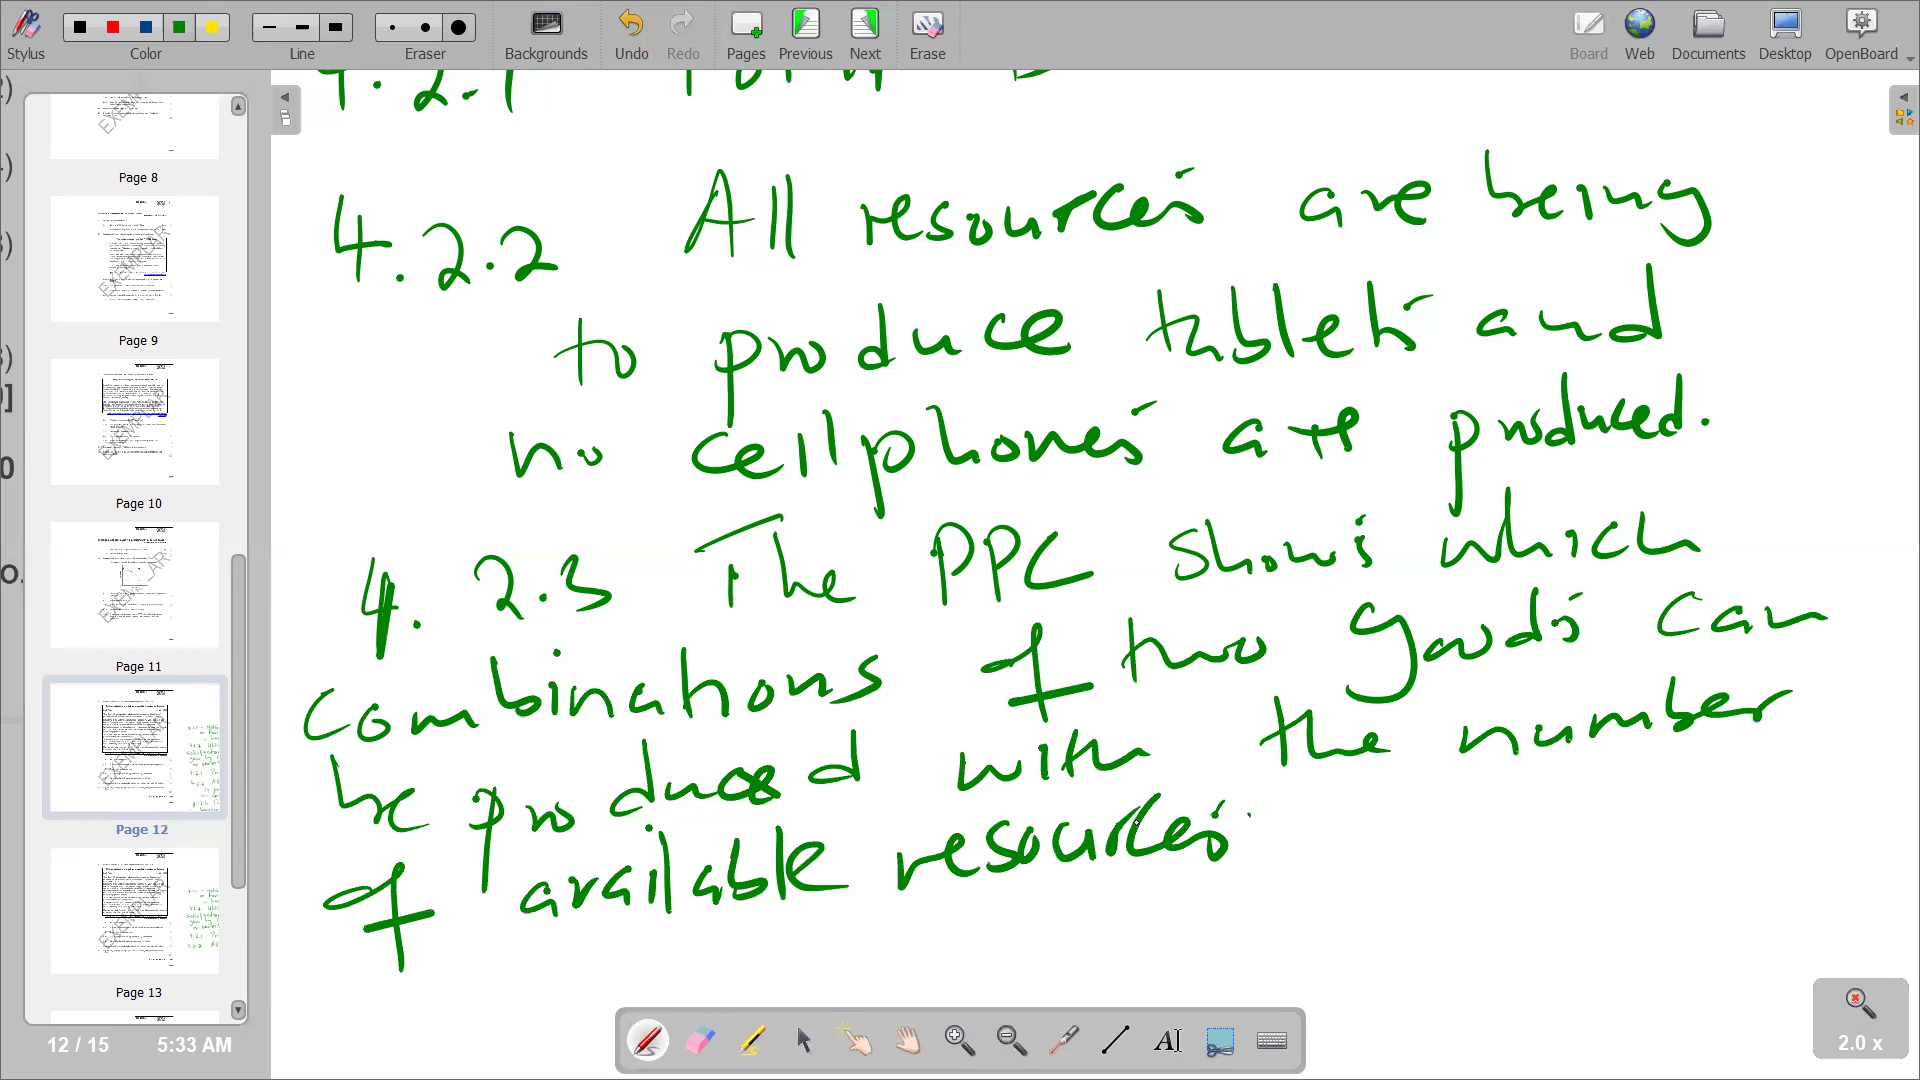 Stylus
Color
Line
Eraser
Backgrounds
Undo
Redo
Pages
Previous
Next
Erase
Board
Web
Documents
Desktop
OpenBoard
Page 8
Page 9
Page 10
Page 11
Page 12
Page 13
12 / 15 5:33 AM
4.2.1
4.2.2 All resources are being
to produce tablets and
no cellphones are produced.
4.2.3 The PPC shows which
combinations of two goods can
be produced with the number
of available resources.
2.0 x